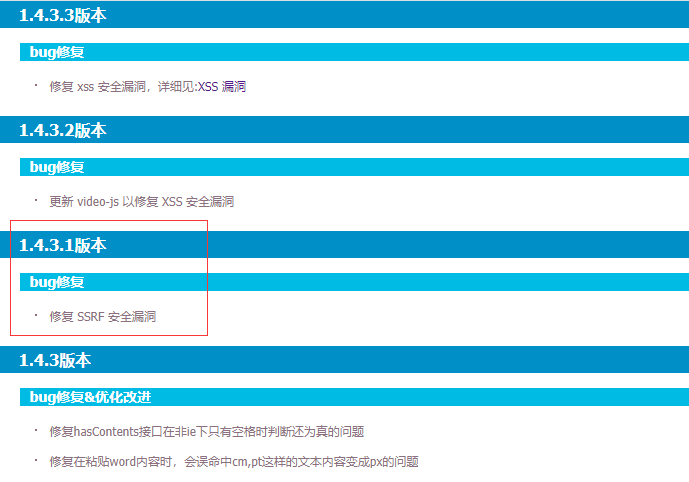 1.4.3.3版本
bug修复
· 修复 xss 安全漏洞，详细见:XSS 漏洞
1.4.3.2版本
bug修复
· 更新 video-js 以修复 XSS 安全漏洞
1.4.3.1版本
bug修复
· 修复 SSRF 安全漏洞
1.4.3版本
bug修复&优化改进
· 修复hasContents接口在非ie下只有空格时判断还为真的问题
· 修复在粘贴word内容时，会误命中cm,pt这样的文本内容变成px的问题